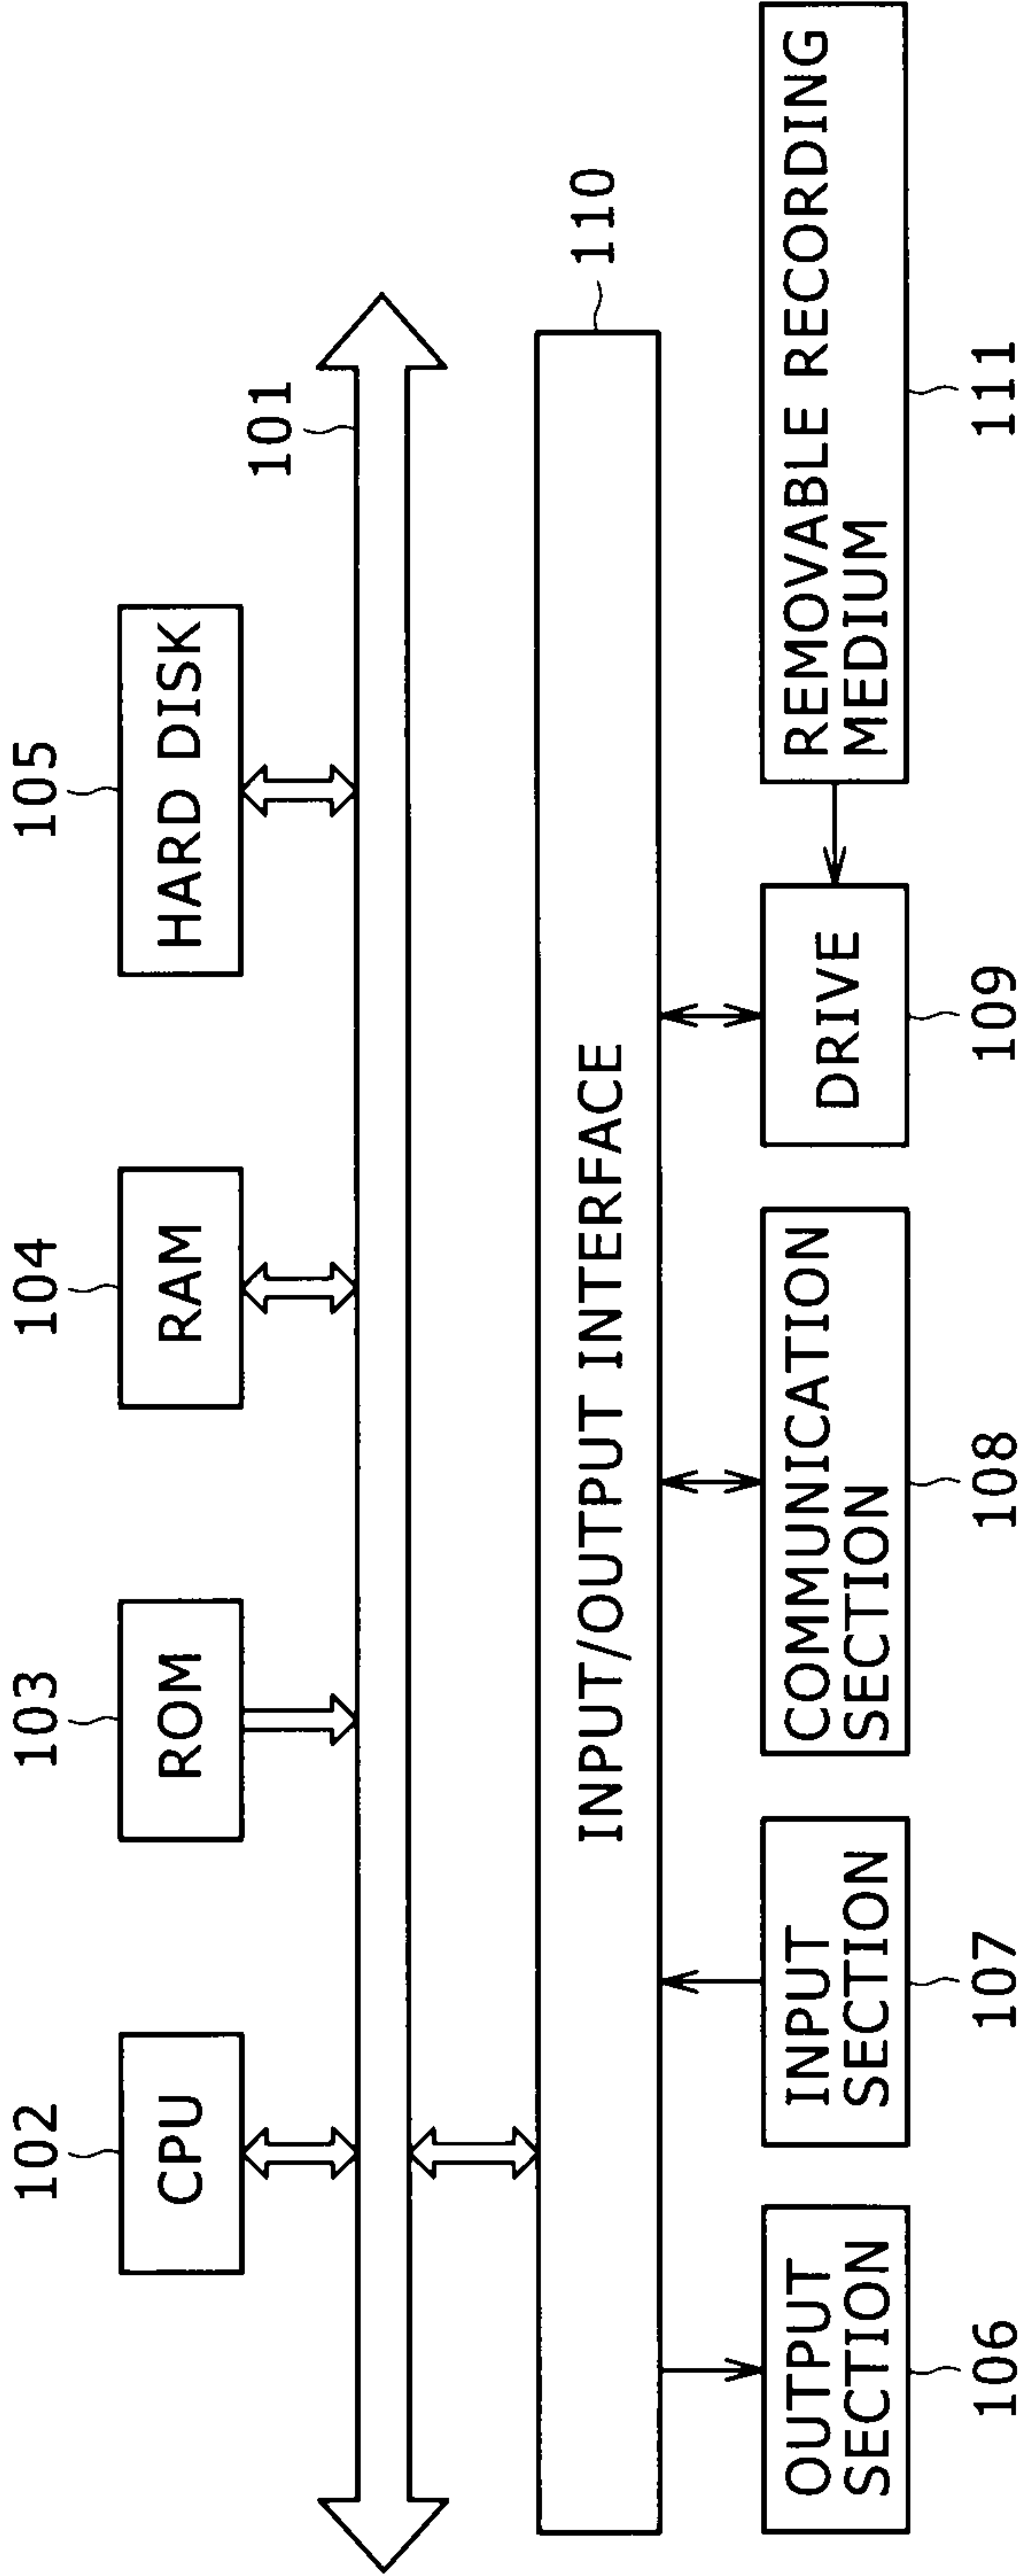 102
103
104
105
CPU
ROM
RAM
HARD DISK
101
110
INPUT/OUTPUT INTERFACE
OUTPUT
SECTION
INPUT
SECTION
COMMUNICATION
SECTION
DRIVE
REMOVABLE RECORDING
MEDIUM
106
107
108
109
111